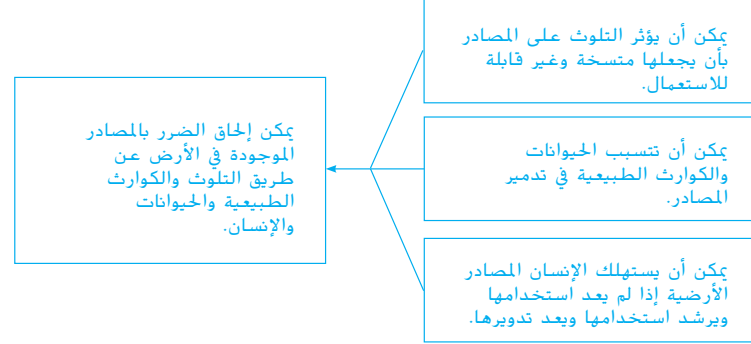 يمكن أن يؤثر التلوث على المصادر
بأن يجعلها متسخة وغير قابلة
للاستعمال.
يمكن أن تتسبب الحيوانات
والكوارث الطبيعية في تدمير
المصادر.
يمكن أن يستهلك الإنسان المصادر
الأرضية إذا لم يعد استخدامها
ويرشد استخدامها ويعد تدويرها.
يمكن إلحاق الضرر بالمصادر
الموجودة في الأرض عن
طريق التلوث والكوارث
الطبيعية والحيوانات
والإنسان.